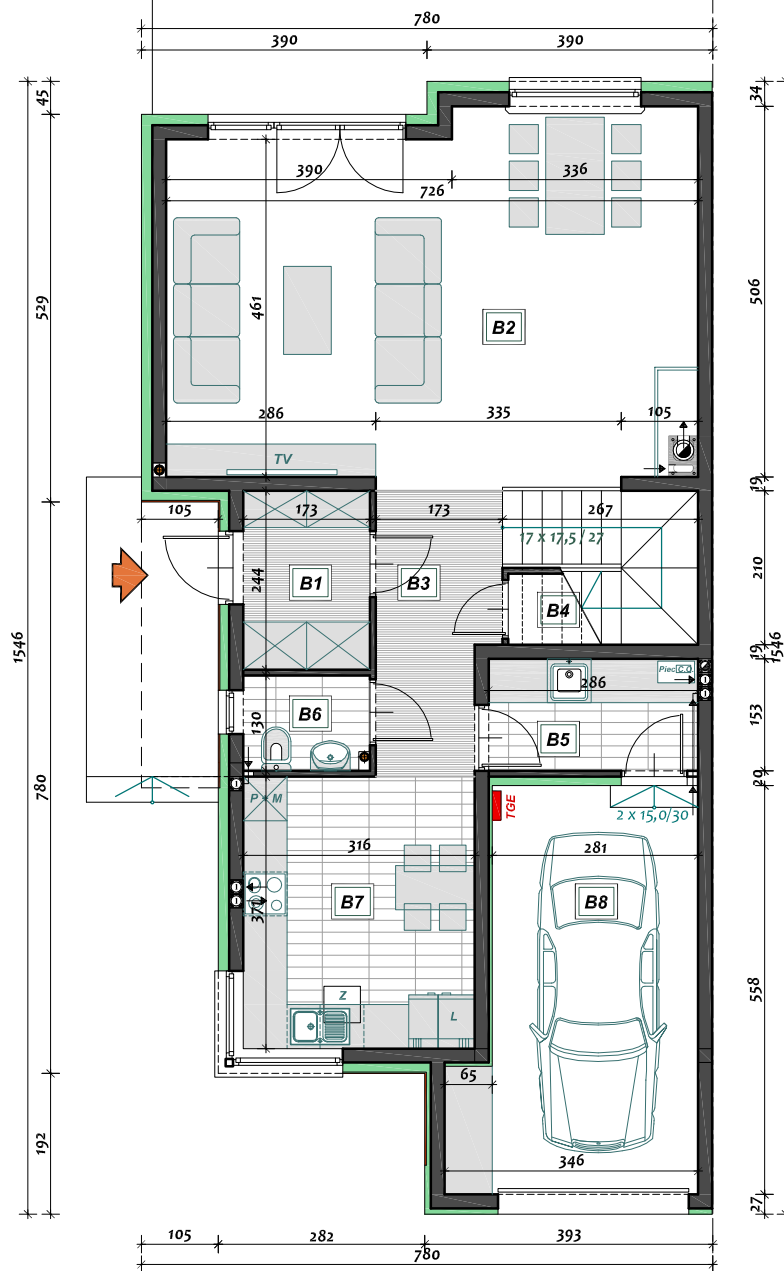 780
390 390
45
34
390 336
726
529
461
506
B2
286 335 105
TV
19
105 173 173 267
17 x 17,5 / 27
244
B1 B3
B4
210
1546
19
1546
Piec C.O.
286
130
B6
B5
153
20
P + M
2 x 15,0/30
TGE
780
316 281
371
B7
B8
558
Z
L
65
192
346
27
105 282 393
780